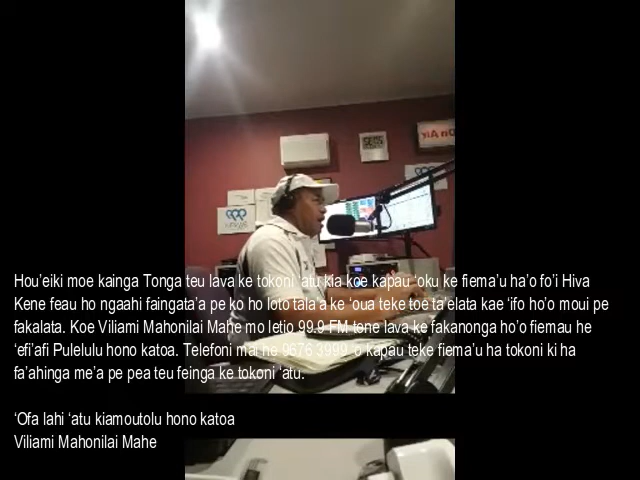 On Air
999
Hou'eiki moe kainga Tonga teu lava ke tokoni 'atu kia koe kapau 'oku ke fiema'u ha'o fo'i Hiva
Kene feau ho ngaahi faingata'a pe ko ho loto tala'a ke 'oua teke toe ta'elata kae 'ifo ho'o moui pe
fakalata. Koe Viliami Mahonilai Mahe mo letio 99.9 FM tene lava ke fakanonga ho'o fiemau he
'efi'afi Pulelulu hono katoa. Telefoni mai he 9676 3999 'o kapau teke fiema'u ha tokoni ki ha
fa'ahinga me'a pe pea teu feinga ke tokoni 'atu.
'Ofa lahi 'atu kiamoutolu hono katoa
Viliami Mahonilai Mahe